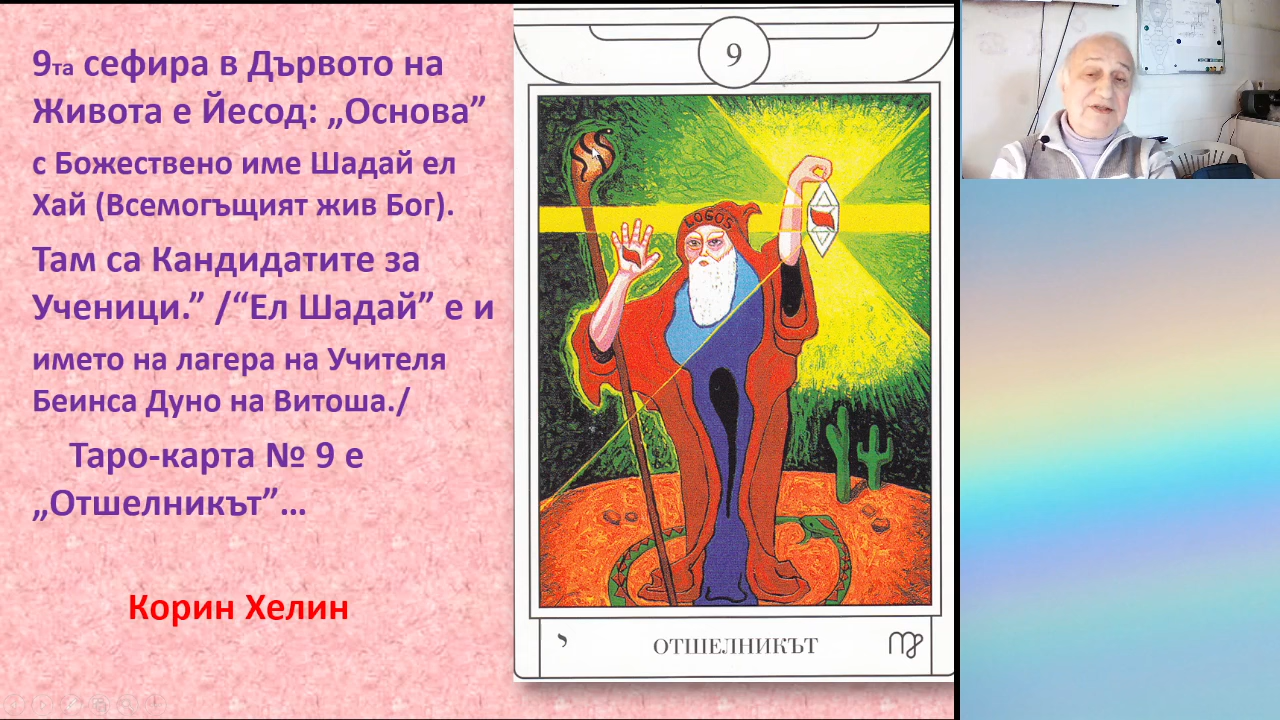 9та сефира в Дървото на
Живота е Йесод: „Основа”
с Божествено име Шадай ел
Хай (Всемогъщият жив Бог).
Там са Кандидатите за
Ученици.” /“Ел Шадай” е и
името на лагера на Учителя
Беинса Дуно на Витоша./
Таро-карта № 9 е
„Отшелникът”...
Корин Хелин
9
LOGOS
י
ОТШЕЛНИКЪТ
♍